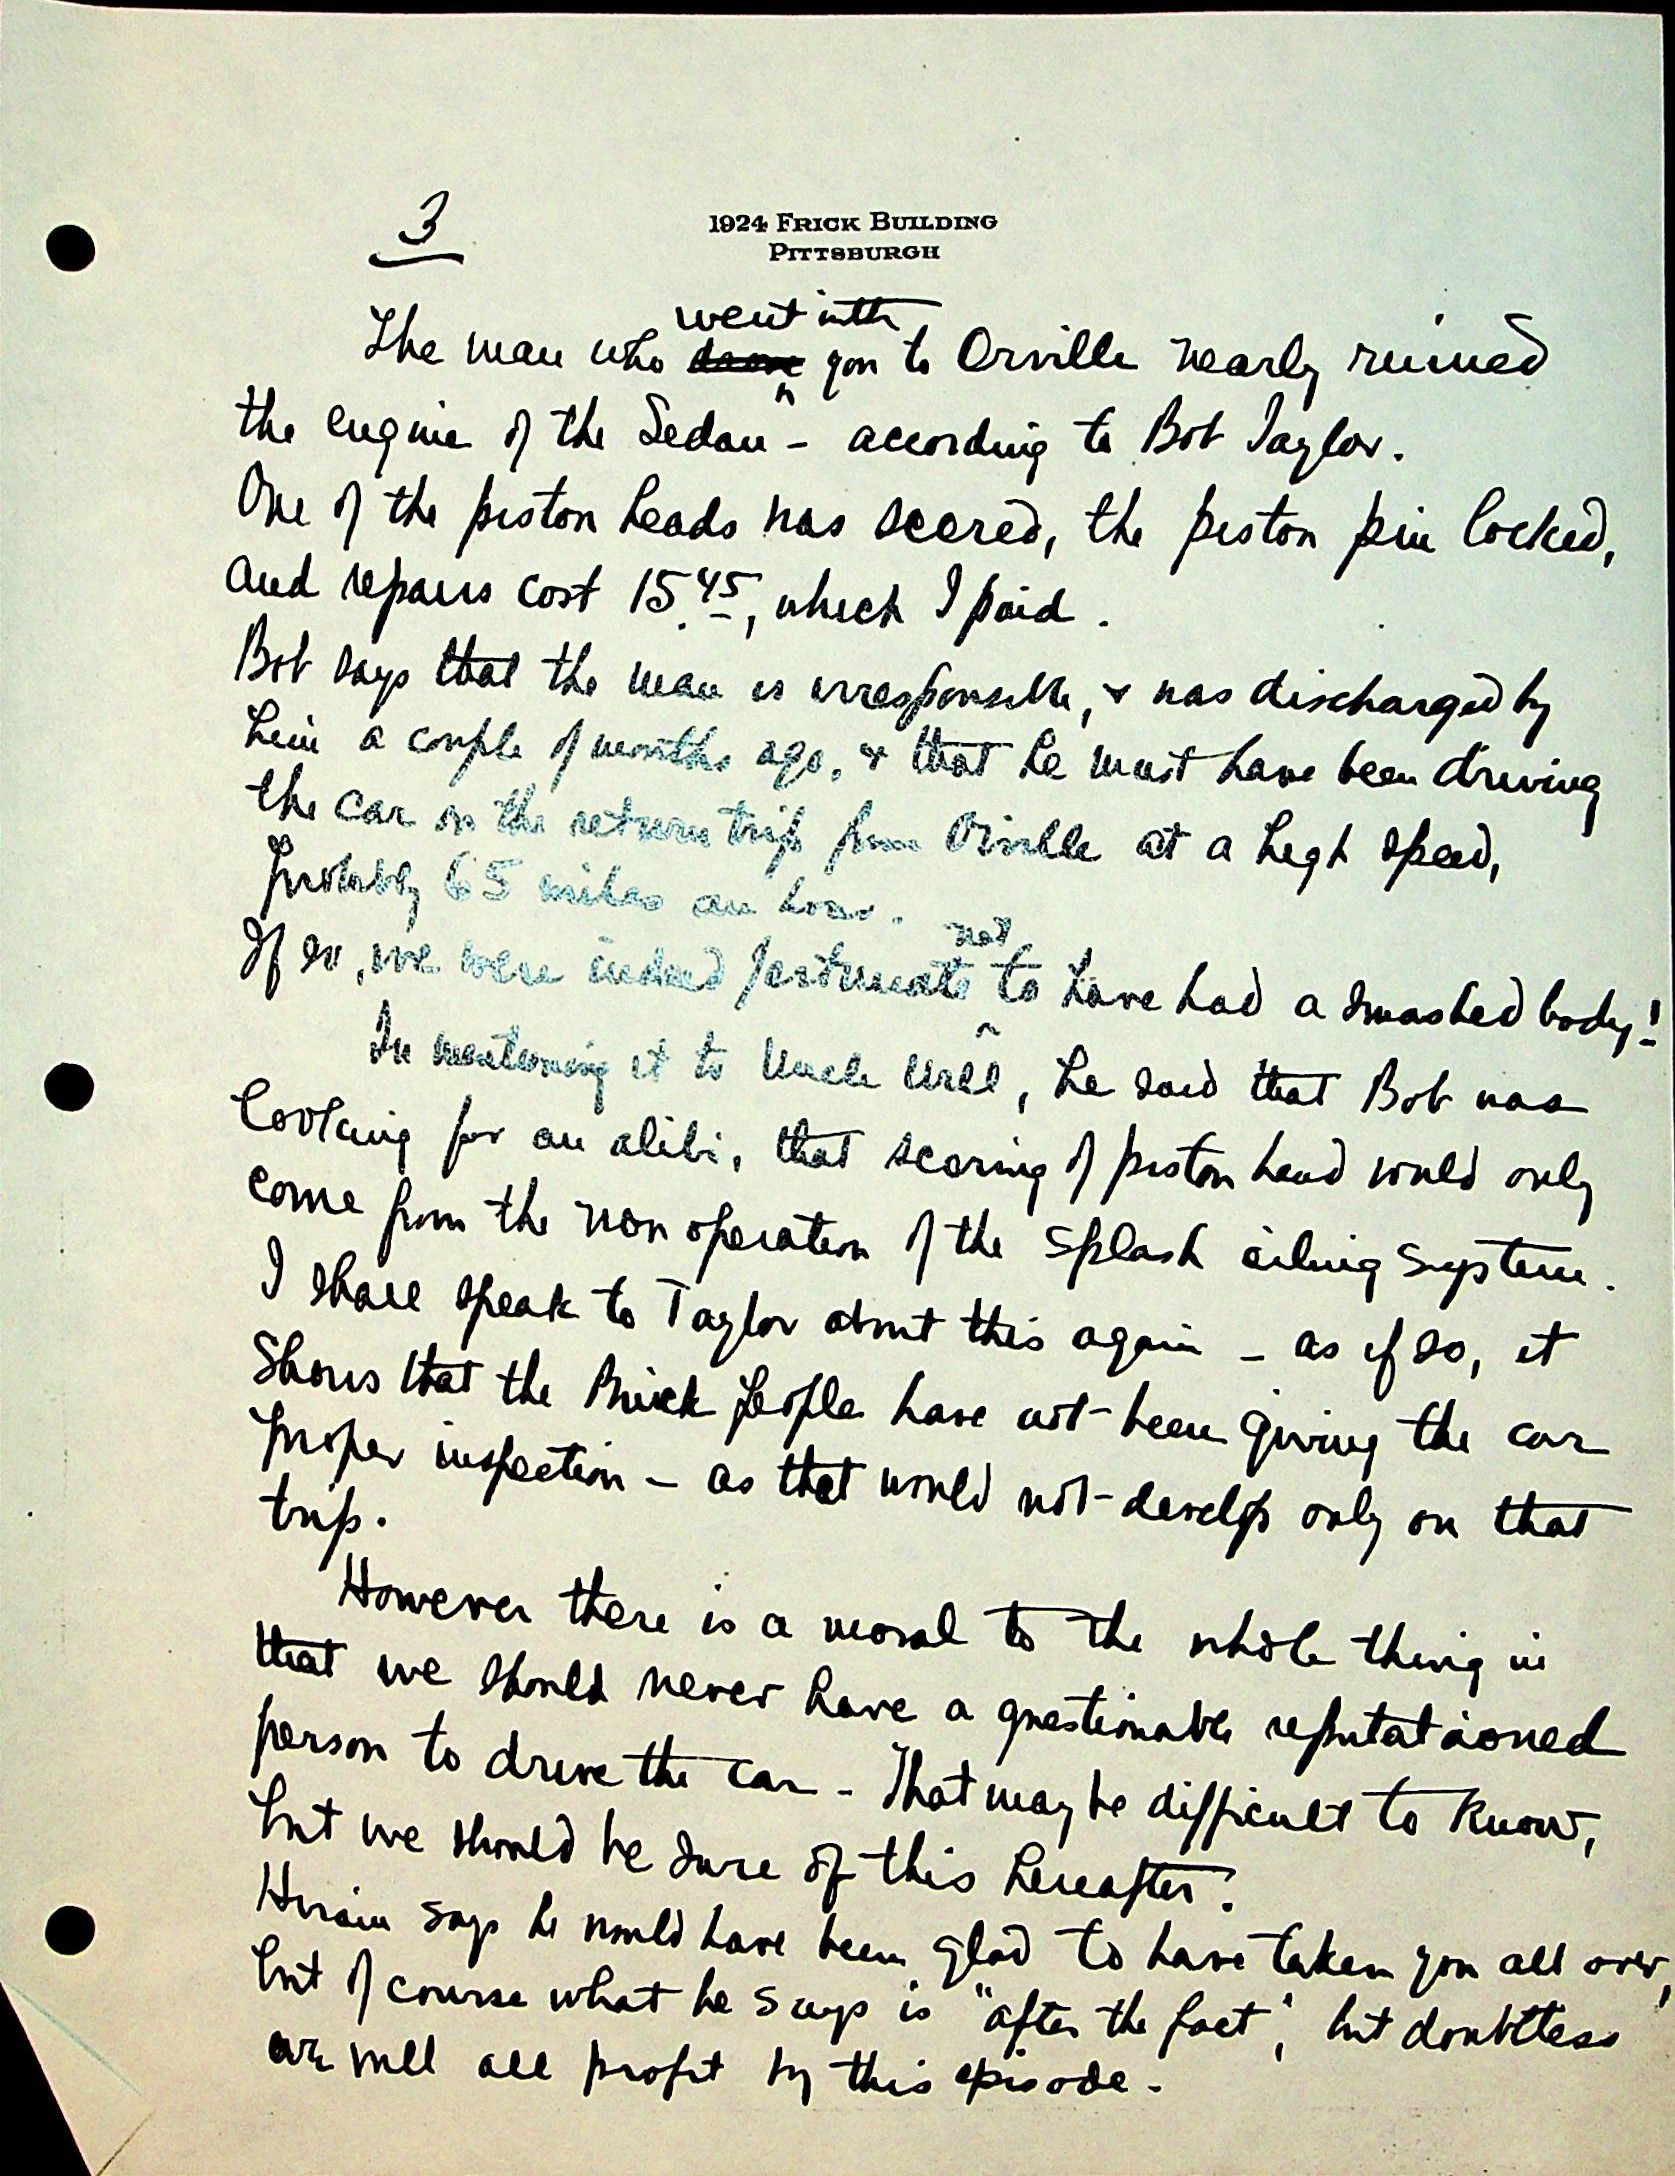 3
1924 FRICK BUILDING
PITTSBURGH
went with
The man who drove you to Orville nearly ruined
the engine of the Sedan - according to Bob Taylor.
One of the piston heads was scored, the piston pin locked,
and repairs cost 15.45, which I paid.
Bob says that the man is irresponsible, & was discharged by
him a couple of months ago, & that he must have been driving
the car on the return trip from Orville at a high speed,
probably 65 miles an hour.
not
If so, we were indeed fortunate to have had a smashed body!
In mentioning it to Uncle Will, he said that Bob was
looking for an alibi, that scoring of piston head would only
come from the non operation of the splash oiling system.
I shall speak to Taylor about this again - as if so, it
shows that the Buick people have not been giving the car
proper inspection - as that would not develop only on that
trip.
However there is a moral to the whole thing in
that we should never have a questionable reputationed
person to drive the car - That may be difficult to know,
but we should be sure of this hereafter.
Hiram says he would have been glad to have taken you all over,
but of course what he says is "after the fact", but doubtless
we will all profit by this episode.